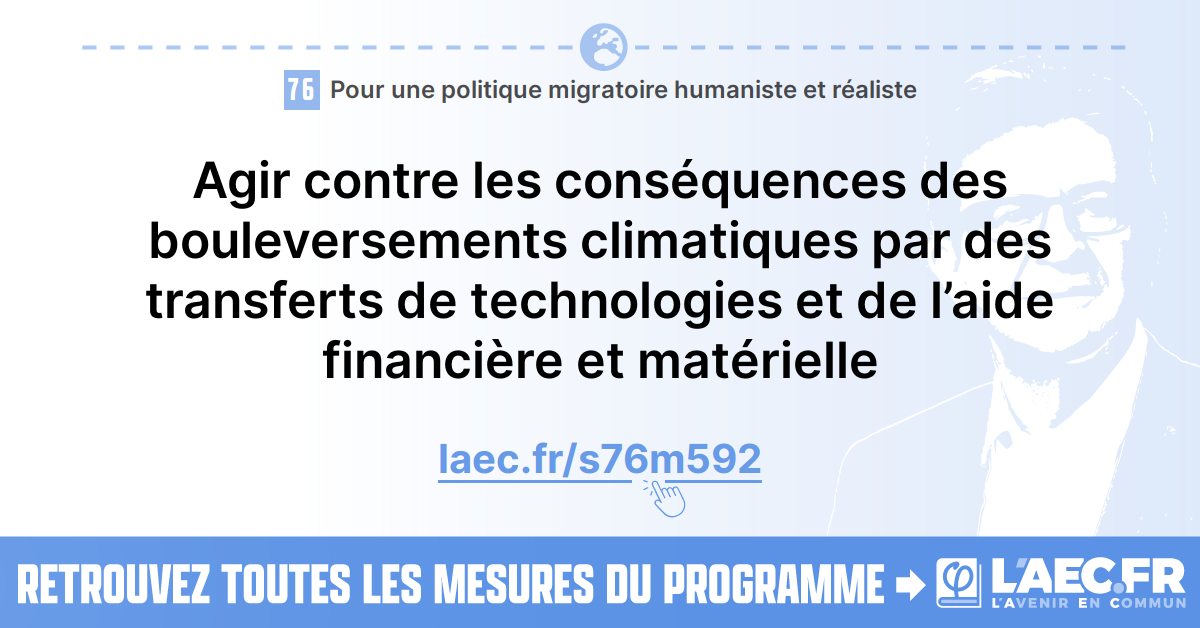 76 Pour une politique migratoire humaniste et réaliste
Agir contre les conséquences des
bouleversements climatiques par des
transferts de technologies et de l’aide
financière et matérielle
laec.fr/s76m592
RETROUVEZ TOUTES LES MESURES DU PROGRAMME
φ L'AEC.FR
L'AVENIR EN COMMUN